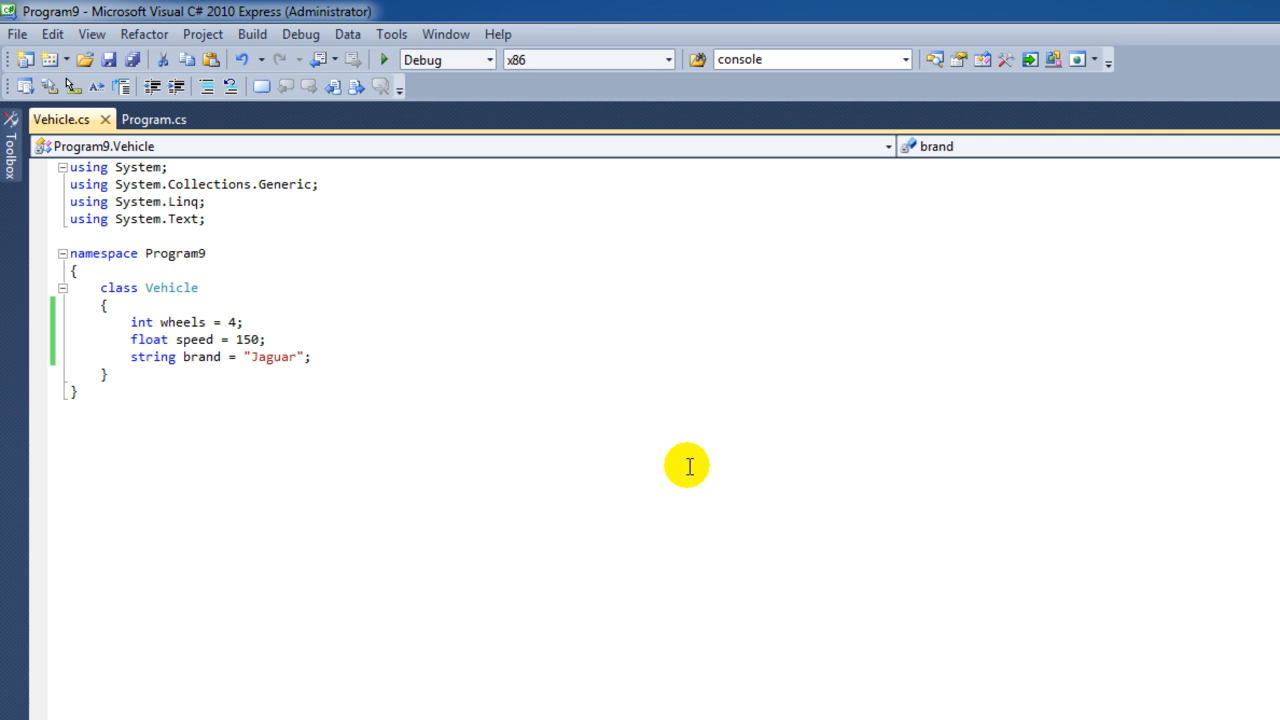 Program9 - Microsoft Visual C# 2010 Express (Administrator)
File Edit View Refactor Project Build Debug Data Tools Window Help
Debug x86 console
Vehicle.cs Program.cs
Toolbox
Program9.Vehicle brand
using System;
using System.Collections.Generic;
using System.Linq;
using System.Text;
namespace Program9
{
class Vehicle
{
int wheels = 4;
float speed = 150;
string brand = "Jaguar";
}
}